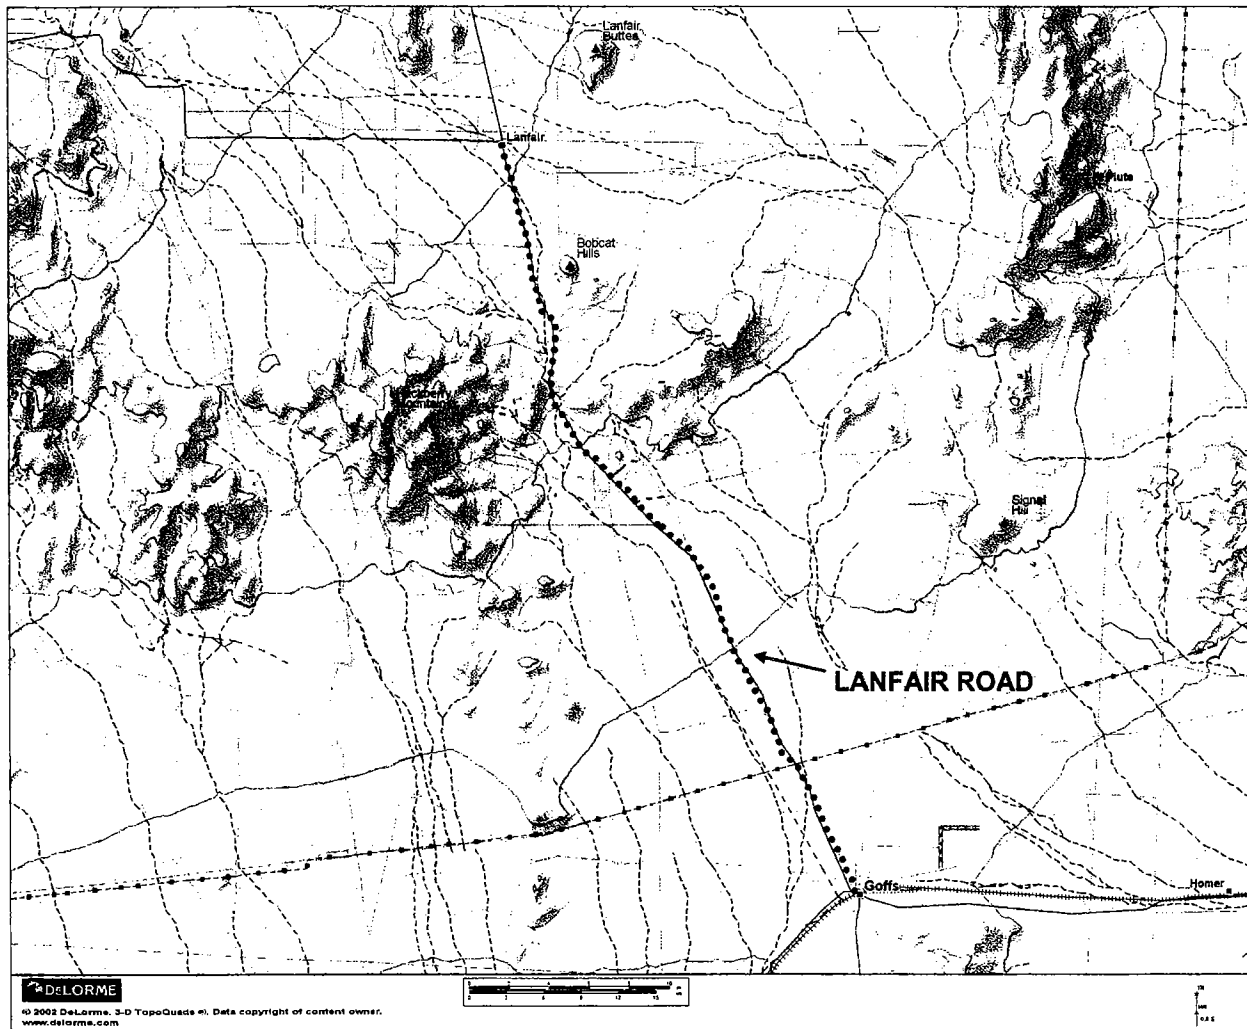 Lanfair
Buttes
Lanfair
Piute
Bobcat
Hills
Signal
Hill
LANFAIR ROAD
Goffs
Homer
DELORME
© 2002 DeLorme. 3-D TopoQuads ®. Data copyright of content owner.
www.delorme.com